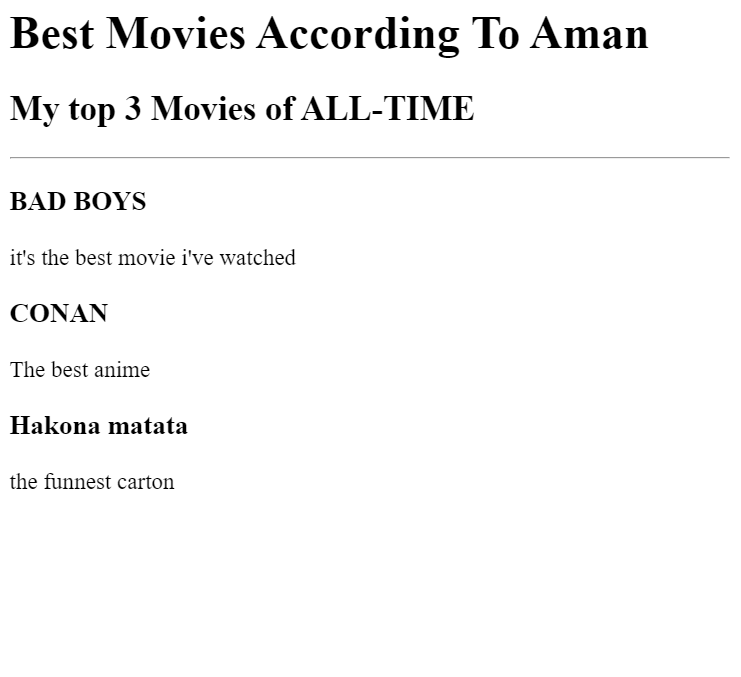 Best Movies According To Aman
My top 3 Movies of ALL-TIME
BAD BOYS
it's the best movie i've watched
CONAN
The best anime
Hakona matata
the funnest carton